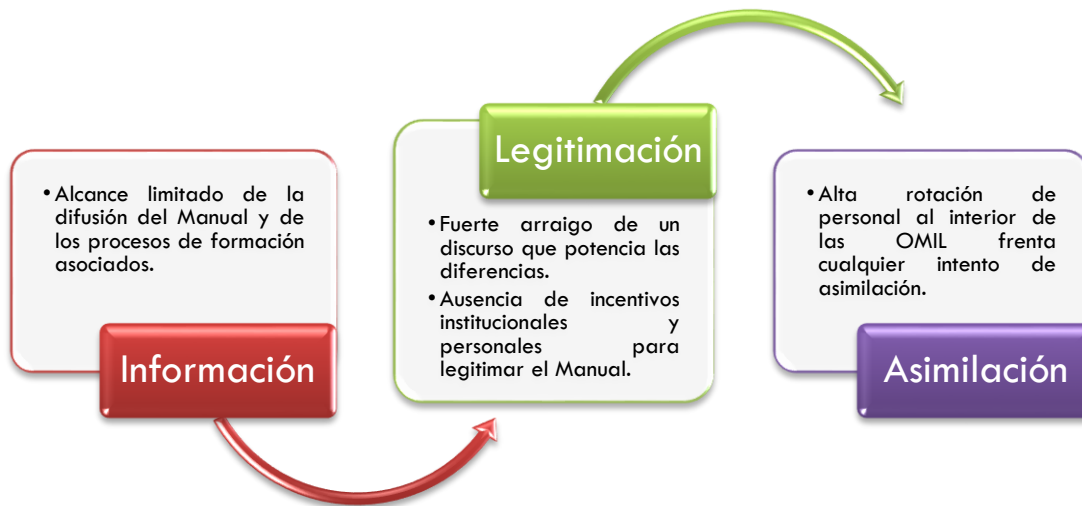 • Alcance limitado de la
difusión del Manual y de
los procesos de formación
asociados.
Información
Legitimación
• Fuerte arraigo de un
discurso que potencia las
diferencias.
• Ausencia de incentivos
institucionales y
personales para
legitimar el Manual.
• Alta rotación de
personal al interior de
las OMIL frenta
cualquier intento de
asimilación.
Asimilación